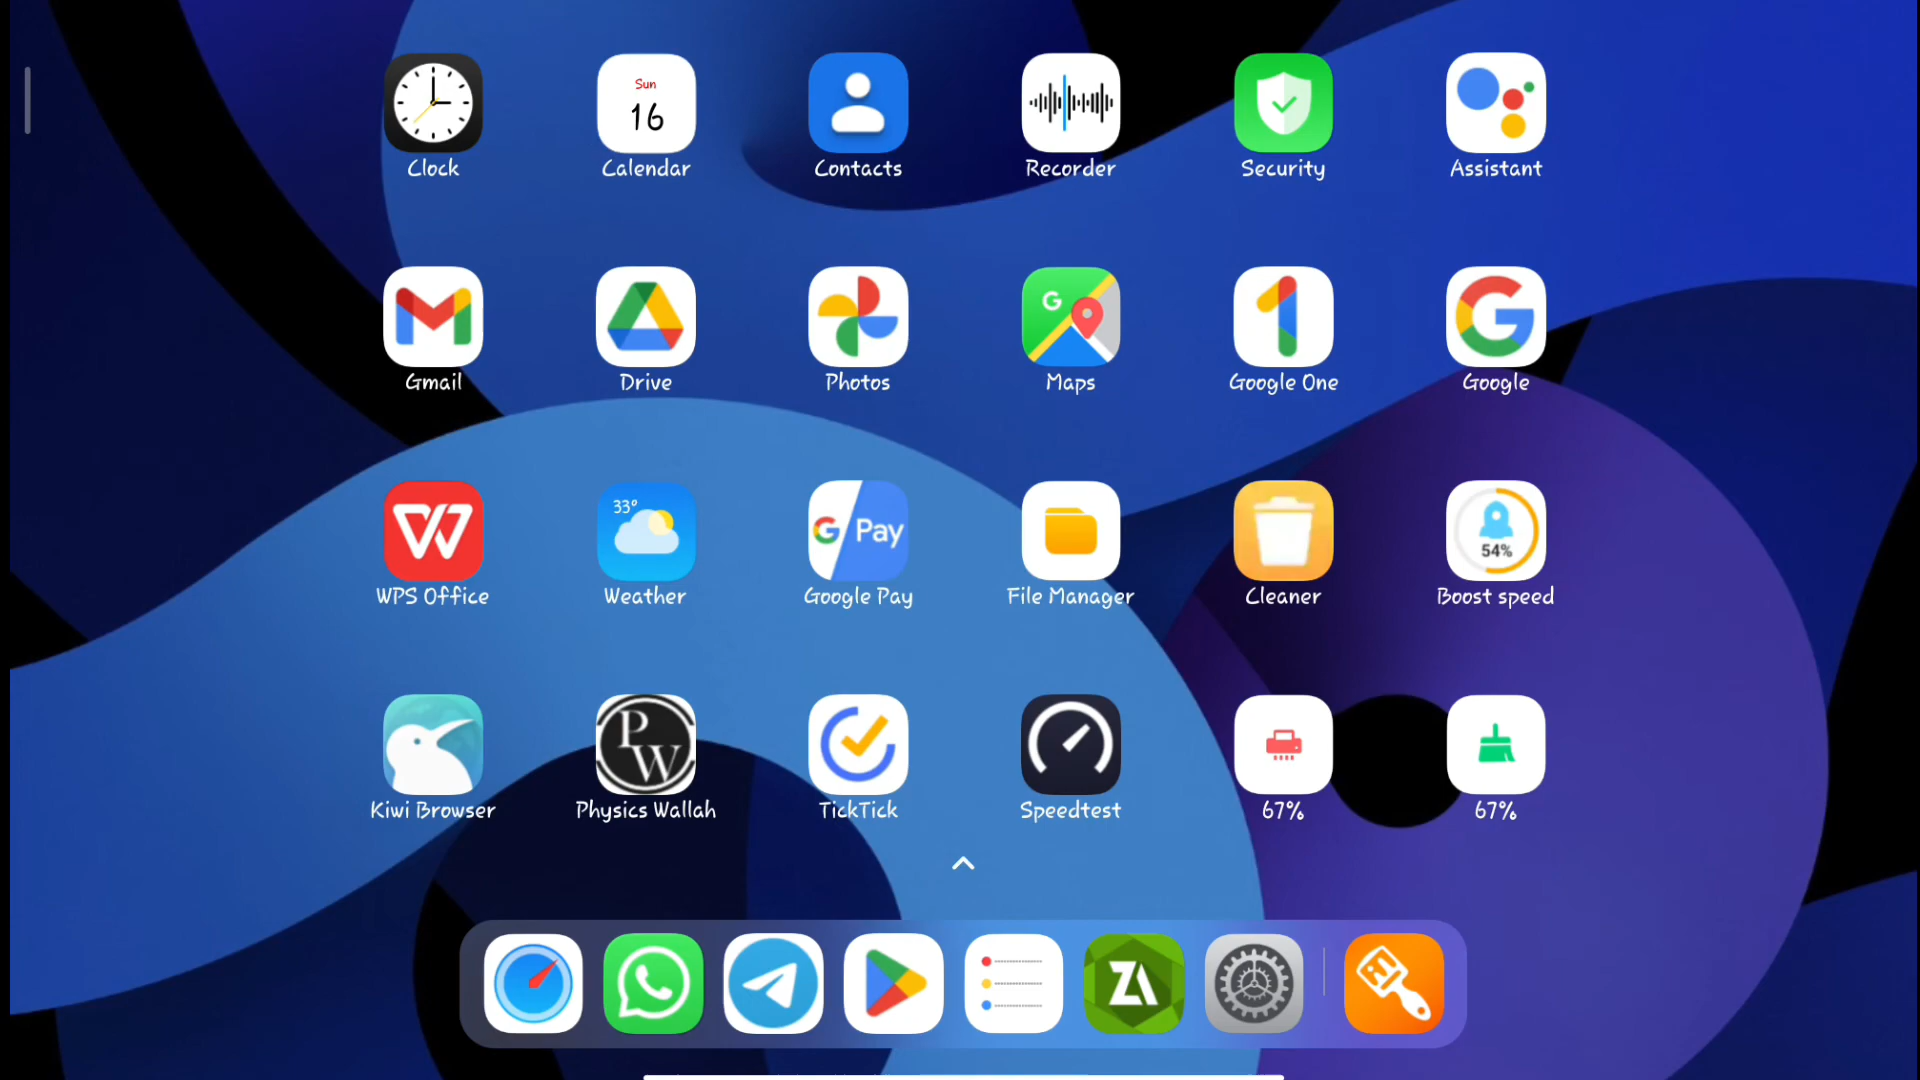 Sun
16
Clock
Calendar
Contacts
Recorder
Security
Assistant
G
Gmail
Drive
Photos
Maps
Google One
Google
W
33°
G Pay
54%
WPS Office
Weather
Google Pay
File Manager
Cleaner
Boost speed
PW
Kiwi Browser
Physics Wallah
TickTick
Speedtest
67%
67%
ZA